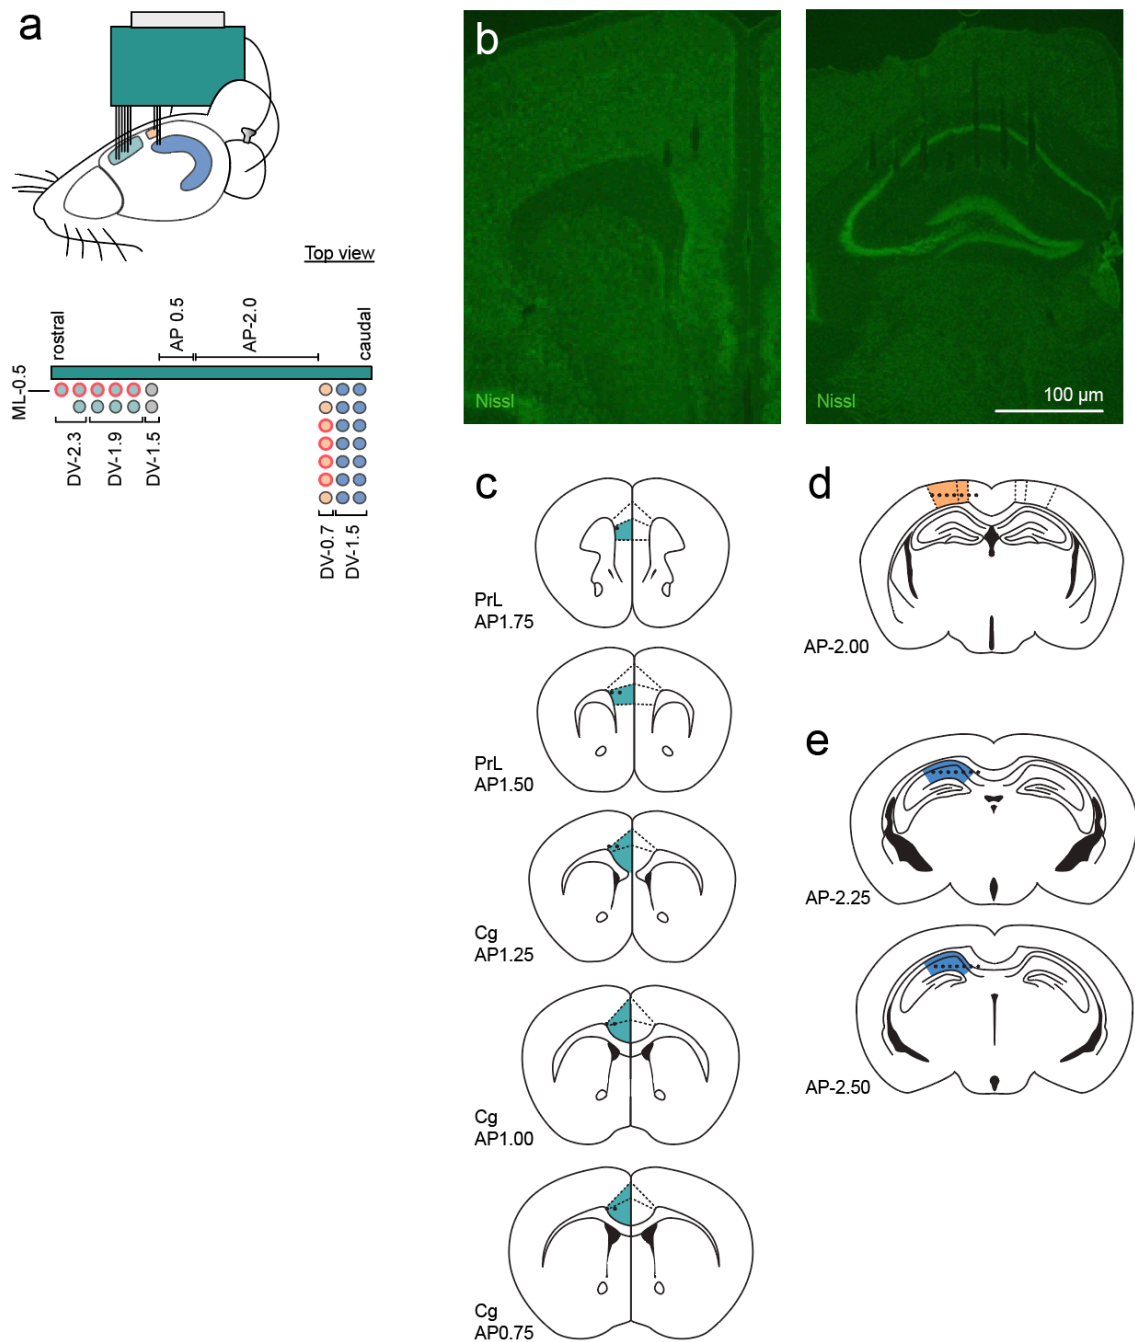 a
Top view
rostral
AP 0.5
AP-2.0
caudal
ML-0.5
DV-2.3
DV-1.9
DV-1.5
DV-0.7
DV-1.5
b
Nissl
Nissl
100 µm
c
PrL
AP1.75
PrL
AP1.50
Cg
AP1.25
Cg
AP1.00
Cg
AP0.75
d
AP-2.00
e
AP-2.25
AP-2.50